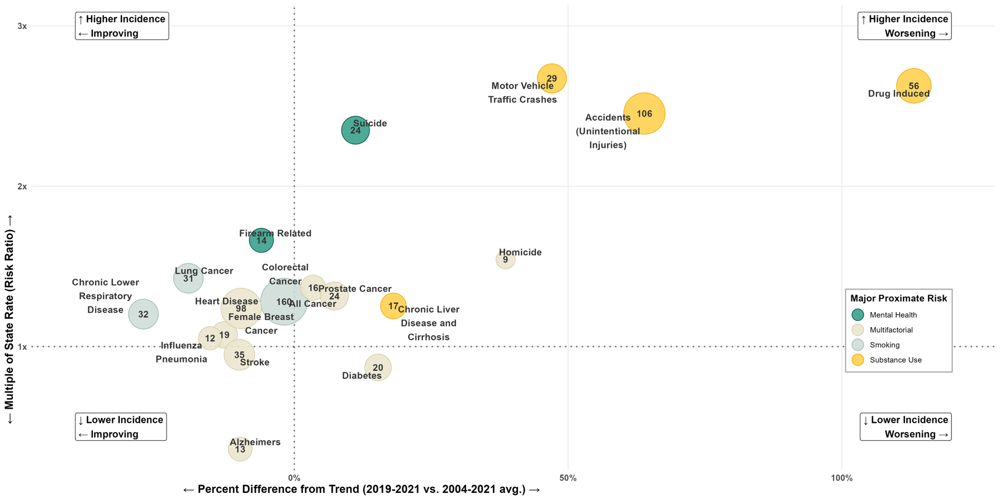 ↑ Higher Incidence
← Improving
↑ Higher Incidence
Worsening →
3x
29
Motor Vehicle
Traffic Crashes
56
Drug Induced
106
Accidents
(Unintentional
Injuries)
Suicide
24
2x
Firearm Related
14
Homicide
9
Colorectal
Cancer
Lung Cancer
31
Chronic Lower
Respiratory
Disease
32
16
Prostate Cancer
24
Heart Disease
98
160
All Cancer
17
Chronic Liver
Disease and
Cirrhosis
Female Breast
Cancer
19
12
Influenza
Pneumonia
1x
35
Stroke
20
Diabetes
Major Proximate Risk
Mental Health
Multifactorial
Smoking
Substance Use
↓ Lower Incidence
← Improving
↓ Lower Incidence
Worsening →
Alzheimers
13
0%
50%
100%
← Percent Difference from Trend (2019-2021 vs. 2004-2021 avg.) →
← Multiple of State Rate (Risk Ratio) →